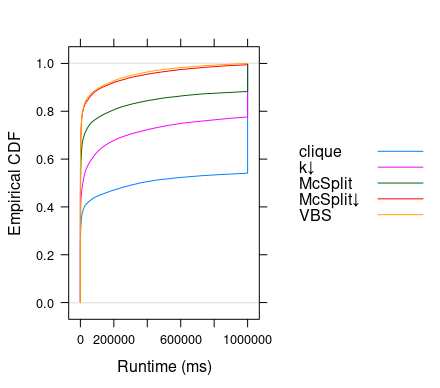 1.0
0.8
0.6
0.4
0.2
0.0
Empirical CDF
0 200000 600000 1000000
Runtime (ms)
clique
k↓
McSplit
McSplit↓
VBS